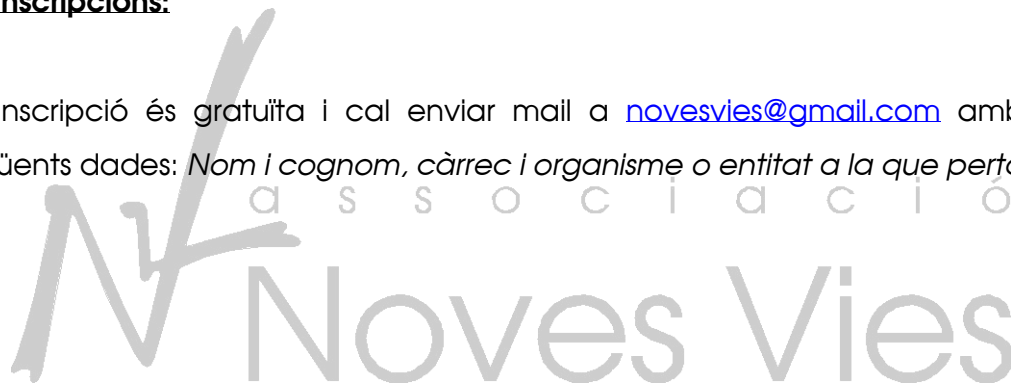 nscripcions:
nscripció és gratuïta i cal enviar mail a novesvies@gmail.com amb
üents dades: Nom i cognom, càrrec i organisme o entitat a la que perta
associació
Noves Vies